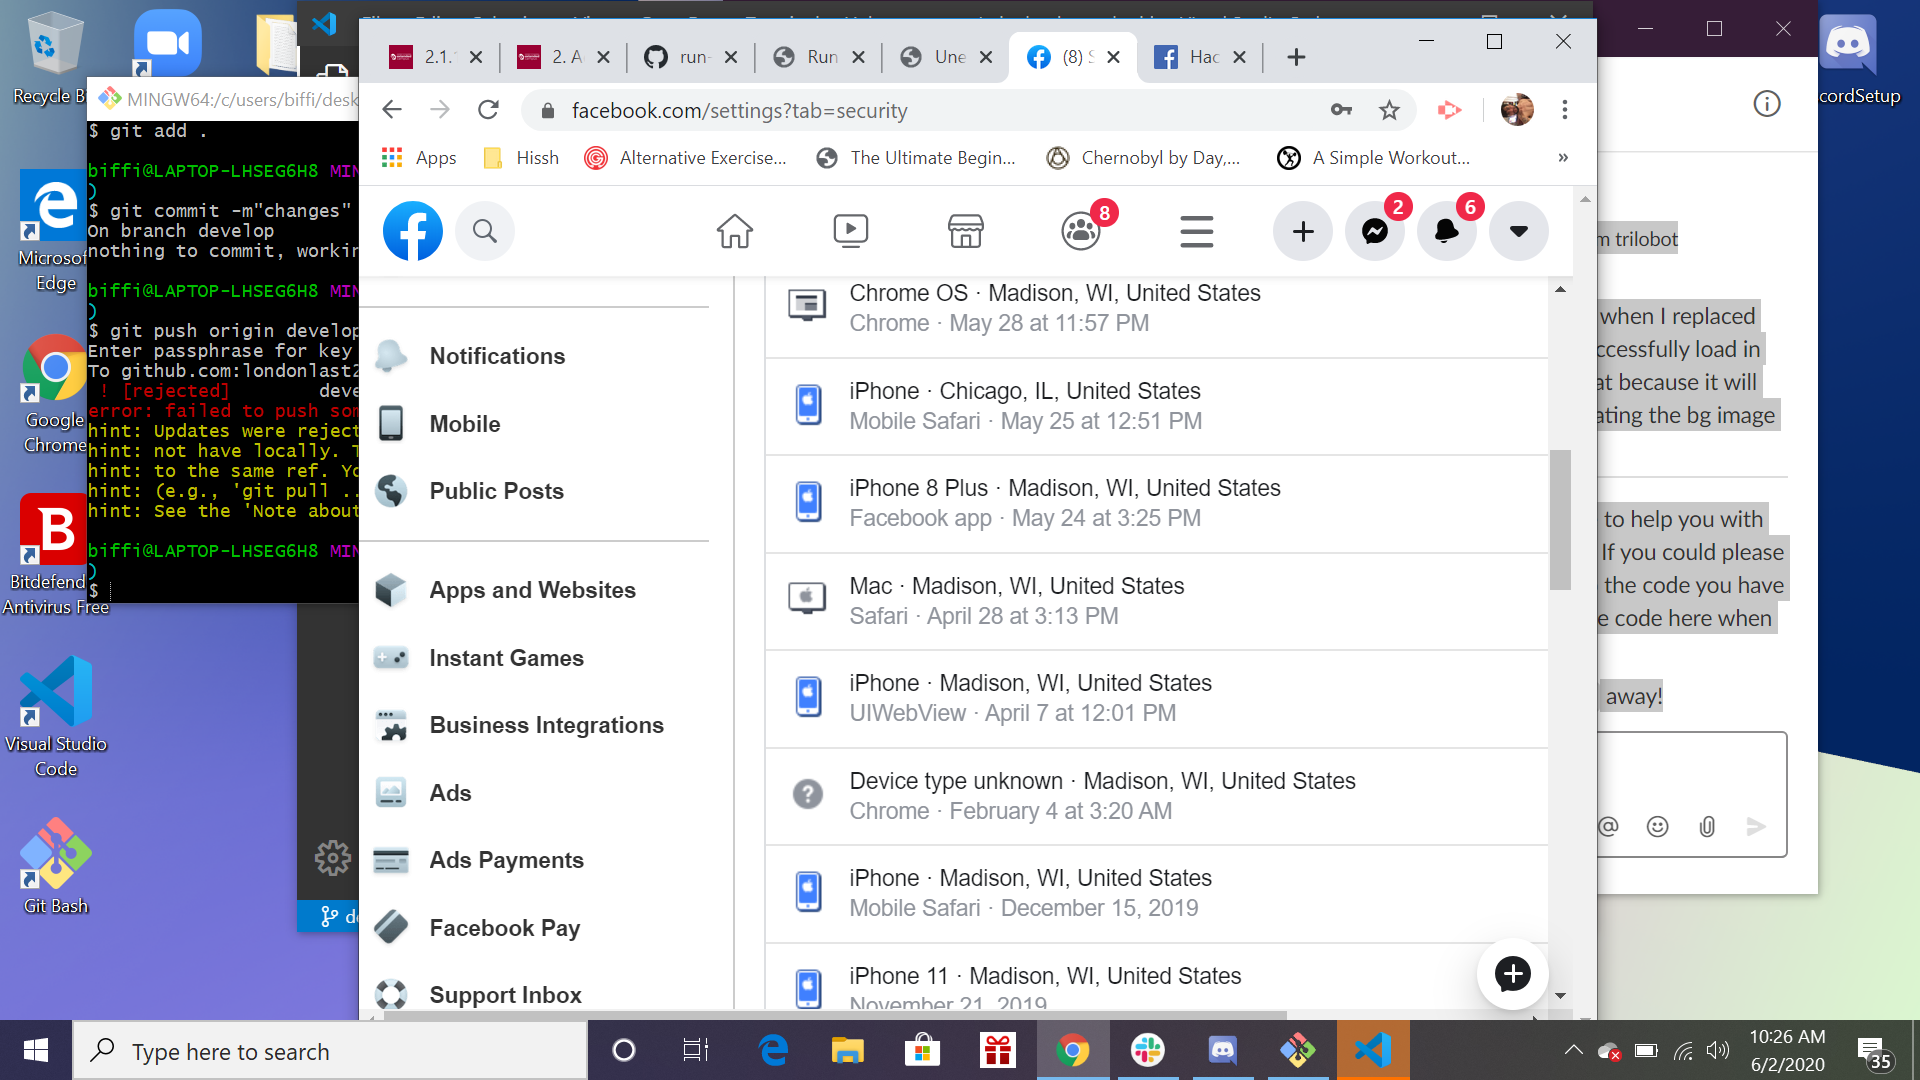 Recycle Bi
MINGW64:/c/users/biffi/desk
$ git add .
biffi@LAPTOP-LHSEG6H8 MIN
)
$ git commit -m"changes"
On branch develop
nothing to commit, workin
biffi@LAPTOP-LHSEG6H8 MIN
)
$ git push origin develop
Enter passphrase for key
To github.com:londonlast2
! [rejected] deve
error: failed to push som
hint: Updates were reject
hint: not have locally. T
hint: to the same ref. Yo
hint: (e.g., 'git pull ..
hint: See the 'Note about
biffi@LAPTOP-LHSEG6H8 MIN
)
$
Microsof
Edge
Google
Chrome
Bitdefend
Antivirus Free
Visual Studio
Code
Git Bash
de
2.1.
2. A
run-
Run
Une
(8) S
Hac
facebook.com/settings?tab=security
Apps
Hissh
Alternative Exercise...
The Ultimate Begin...
Chernobyl by Day,...
A Simple Workout...
»
8
2
6
Notifications
Mobile
Public Posts
Apps and Websites
Instant Games
Business Integrations
Ads
Ads Payments
Facebook Pay
Support Inbox
Chrome OS · Madison, WI, United States
Chrome · May 28 at 11:57 PM
iPhone · Chicago, IL, United States
Mobile Safari · May 25 at 12:51 PM
iPhone 8 Plus · Madison, WI, United States
Facebook app · May 24 at 3:25 PM
Mac · Madison, WI, United States
Safari · April 28 at 3:13 PM
iPhone · Madison, WI, United States
UIWebView · April 7 at 12:01 PM
Device type unknown · Madison, WI, United States
Chrome · February 4 at 3:20 AM
iPhone · Madison, WI, United States
Mobile Safari · December 15, 2019
iPhone 11 · Madison, WI, United States
November 21, 2019
cordSetup
m trilobot
when I replaced
ccessfully load in
at because it will
ating the bg image
to help you with
If you could please
the code you have
e code here when
away!
@
Type here to search
10:26 AM
6/2/2020
35